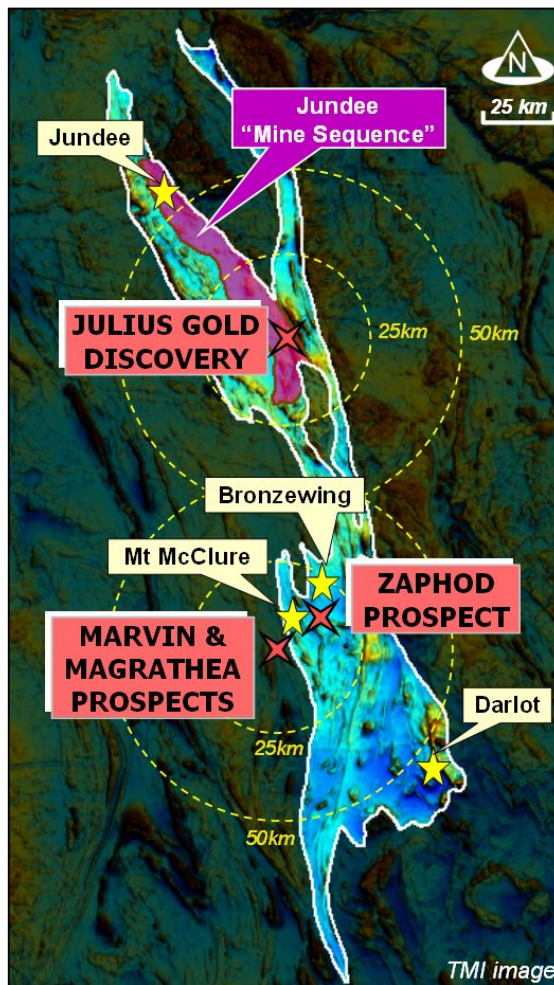 N
25 km
Jundee
"Mine Sequence"
Jundee
JULIUS GOLD
DISCOVERY
25km
50km
Bronzewing
Mt McClure
ZAPHOD
PROSPECT
MARVIN &
MAGRATHEA
PROSPECTS
Darlot
25km
50km
TMI image